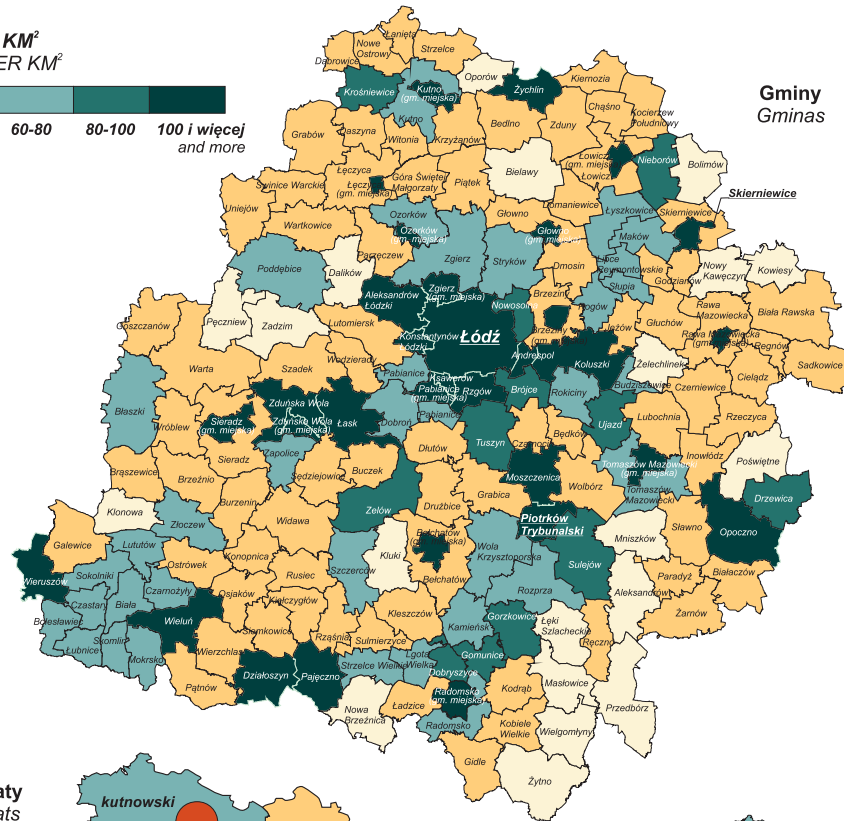 KM²
ER KM²
60-80
80-100
100 i więcej
and more
Gminy
Gminas
Łanięta
Nowe
Ostrowy
Strzelce
Dąbrowice
Oporów
Krośniewice
Kutno
(gm. miejska)
Żychlin
Kiernozia
Chąśno
Kocierzew
Południowy
Kutno
Grabów
Daszyna
Witonia
Krzyżanów
Bedlno
Zduny
Łowicz
(gm. miejska)
Łowicz
Nieborów
Bolimów
Łęczyca
Łęczyca
(gm. miejska)
Góra Świętej
Małgorzaty
Piątek
Bielawy
Świnice Warckie
Domaniewice
Łyszkowice
Skierniewice
Skierniewice
Uniejów
Wartkowice
Ozorków
Ozorków
(gm. miejska)
Głowno
Głowno
(gm. miejska)
Maków
Parzęczew
Zgierz
Stryków
Dmosin
Lipce
Reymontowskie
Słupia
Godzianów
Nowy
Kawęczyn
Kowiesy
Poddębice
Dalików
Aleksandrów
Łódzki
Zgierz
(gm. miejska)
Nowosolna
Brzeziny
Rogów
Rawa
Mazowiecka
Biała Rawska
Pęczniew
Zadzim
Lutomiersk
Konstantynów
Łódzki
Łódź
Brzeziny
Jeżów
Głuchów
Rawa Mazowiecka
(gm. miejska)
Regnów
Sadkowice
Goszczanów
Warta
Szadek
Wodzierady
Andrespol
Koluszki
Żelechlinek
Cielądz
Pabianice
Ksawerów
Pabianice
(gm. miejska)
Rzgów
Brójce
Rokiciny
Budziszewice
Czerniewice
Błaszki
Wróblew
Sieradz
(gm. miejska)
Zduńska Wola
Zduńska Wola
(gm. miejska)
Łask
Dobroń
Pabianice
Ujazd
Lubochnia
Rzeczyca
Sieradz
Zapolice
Dłutów
Tuszyn
Czarnocin
Będków
Inowłódz
Poświętne
Brąszewice
Brzeźnio
Sędziejowice
Buczek
Tomaszów Mazowiecki
(gm. miejska)
Moszczenica
Wolbórz
Tomaszów
Mazowiecki
Drzewica
Klonowa
Burzenin
Zelów
Drużbice
Grabica
Złoczew
Widawa
Piotrków
Trybunalski
Sławno
Opoczno
Mniszków
Galewice
Lututów
Konopnica
Bełchatów
(gm. miejska)
Wola
Krzysztoporska
Kluki
Szczerców
Ostrówek
Sulejów
Białaczów
Paradyż
Wieruszów
Sokolniki
Czarnożyły
Rusiec
Bełchatów
Rozprza
Aleksandrów
Czastary
Biała
Osjaków
Kiełczygłów
Kleszczów
Żarnów
Bolesławiec
Wieluń
Siemkowice
Kamieńsk
Gorzkowice
Łęki
Szlacheckie
Ręczno
Skomlin
Łubnice
Mokrsko
Wierzchlas
Rząśnia
Sulmierzyce
Gomunice
Pątnów
Działoszyn
Pajęczno
Strzelce Wielkie
Lgota
Wielka
Dobryszyce
Kodrąb
Masłowice
Przedbórz
Nowa
Brzeźnica
Ładzice
Radomsko
(gm. miejska)
Radomsko
Kobiele
Wielkie
Wielgomłyny
Gidle
Żytno
kutnowski
aty
ats